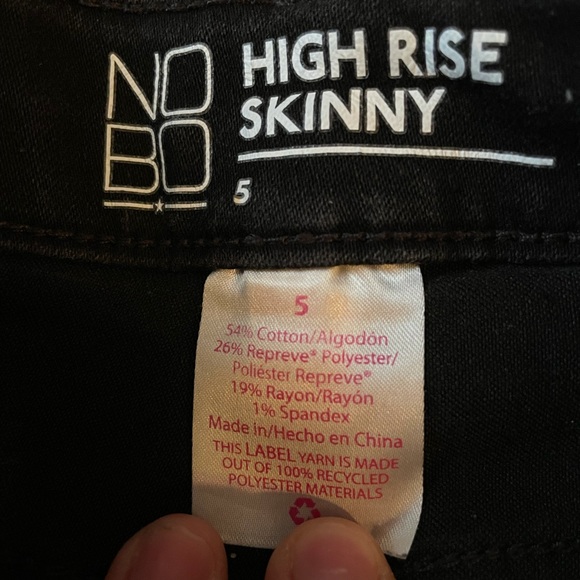 NO
BO
HIGH RISE
SKINNY
5
5
54% Cotton/Algodón
26% Repreve® Polyester/
Poliéster Repreve®
19% Rayon/Rayón
1% Spandex
Made in/Hecho en China
THIS LABEL YARN IS MADE
OUT OF 100% RECYCLED
POLYESTER MATERIALS